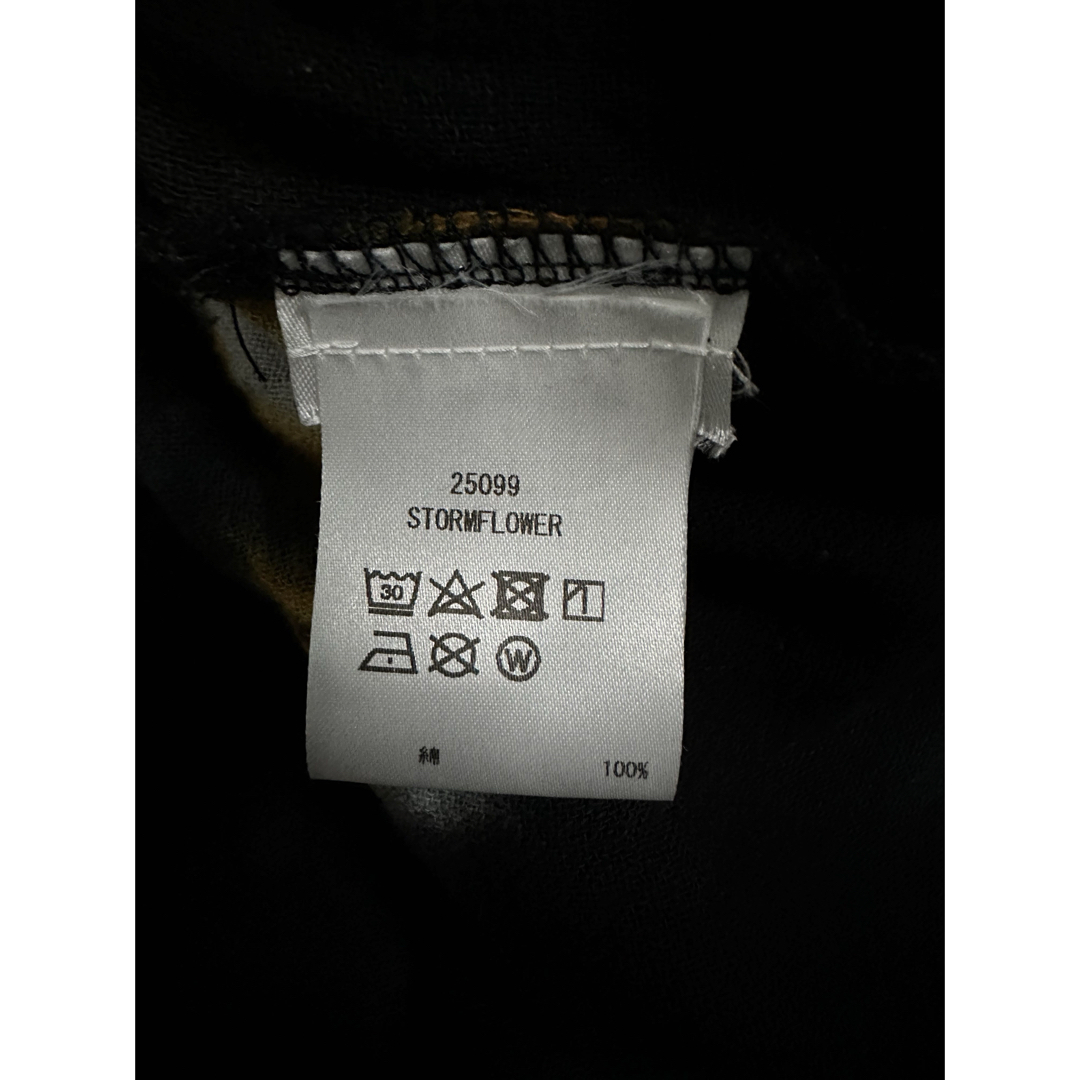 25099
STORMFLOWER
30
W
綿 100%